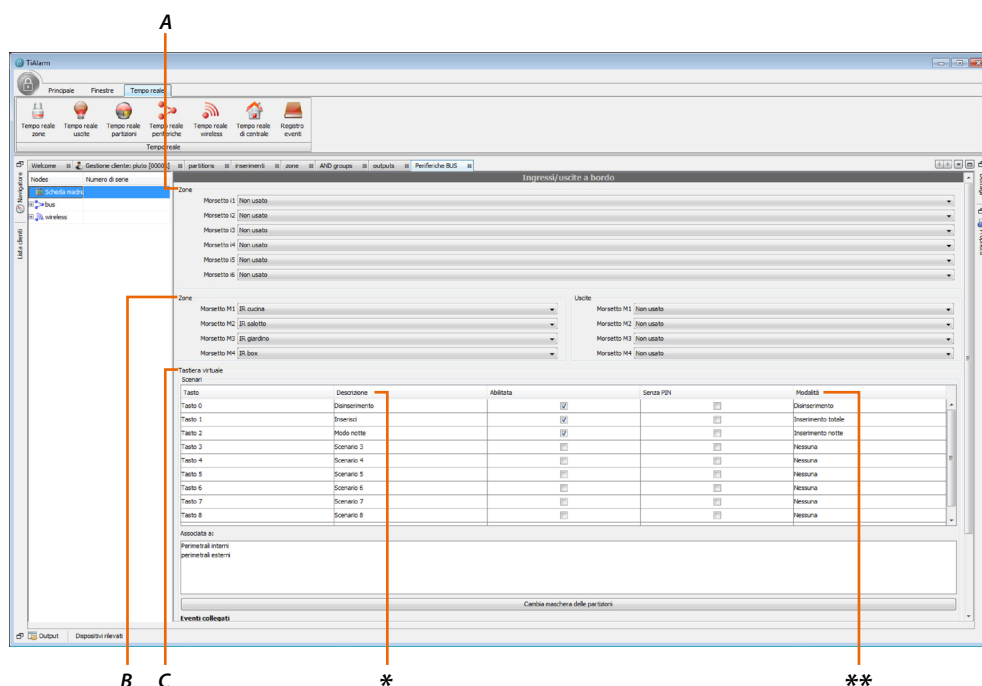 A
TiAlarm
Principale Finestre Tempo reale
Tempo reale zone Tempo reale uscite Tempo reale partizioni Tempo reale periferiche Tempo reale wireless Tempo reale di centrale Registro eventi
Tempo reale
Welcome Gestione cliente: pluto [00001] partitions inserimenti zone AND groups outputs Periferiche BUS
Navigatore
Lista clienti
Nodes Numero di serie
Scheda madre
bus
wireless
Ingressi/uscite a bordo
Zone
Morsetto i1 Non usato
Morsetto i2 Non usato
Morsetto i3 Non usato
Morsetto i4 Non usato
Morsetto i5 Non usato
Morsetto i6 Non usato
Zone Uscite
Morsetto M1 IR cucina Morsetto M1 Non usato
Morsetto M2 IR salotto Morsetto M2 Non usato
Morsetto M3 IR giardino Morsetto M3 Non usato
Morsetto M4 IR box Morsetto M4 Non usato
Tastiera virtuale
Scenari
Tasto Descrizione Abilitata Senza PIN Modalità
Tasto 0 Disinserimento Disinserimento
Tasto 1 Inserisci Inserimento totale
Tasto 2 Modo notte Inserimento notte
Tasto 3 Scenario 3 Nessuna
Tasto 4 Scenario 4 Nessuna
Tasto 5 Scenario 5 Nessuna
Tasto 6 Scenario 6 Nessuna
Tasto 7 Scenario 7 Nessuna
Tasto 8 Scenario 8 Nessuna
Associata a:
Perimetrali interni
perimetrali esterni
Cambia maschera delle partizioni
Eventi collegati
Output Dispositivi rilevati
B C * **